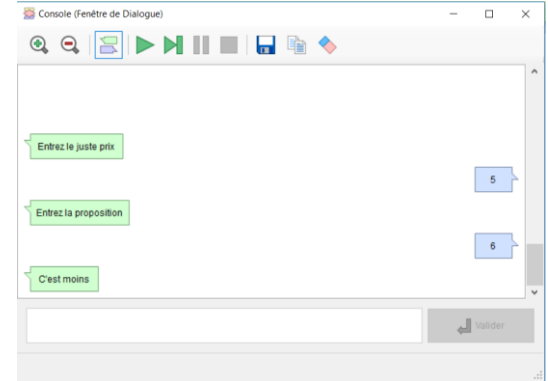 Console (Fenêtre de Dialogue)
Entrez le juste prix
5
Entrez la proposition
6
C'est moins
Valider